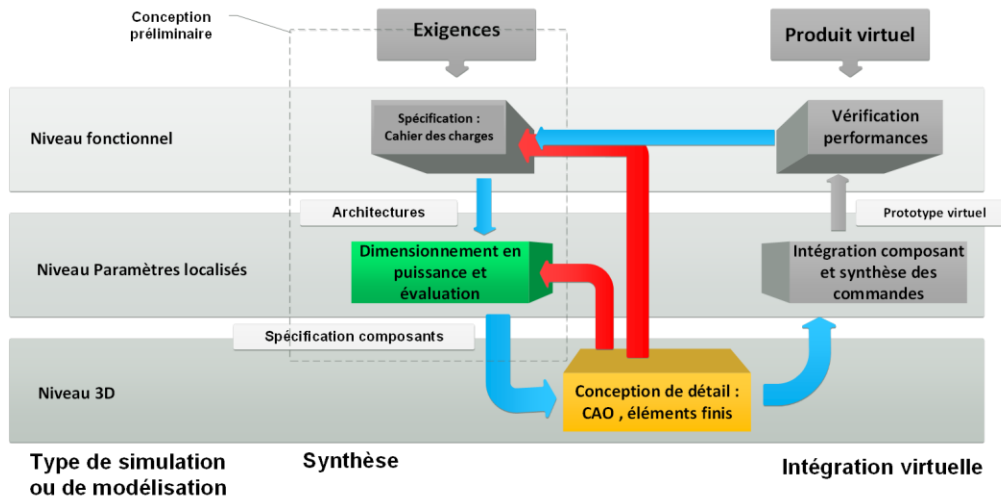 Conception
préliminaire
Exigences
Produit virtuel
Niveau fonctionnel
Spécification :
Cahier des charges
Vérification
performances
Architectures
Prototype virtuel
Niveau Paramètres localisés
Dimensionnement en
puissance et
évaluation
Intégration composant
et synthèse des
commandes
Spécification composants
Niveau 3D
Conception de détail :
CAO , éléments finis
Type de simulation
ou de modélisation
Synthèse
Intégration virtuelle